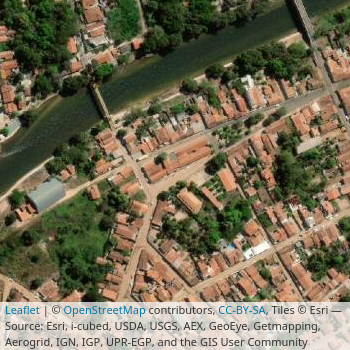 Leaflet | © OpenStreetMap contributors, CC-BY-SA, Tiles © Esri —
Source: Esri, i-cubed, USDA, USGS, AEX, GeoEye, Getmapping,
Aerogrid, IGN, IGP, UPR-EGP, and the GIS User Community